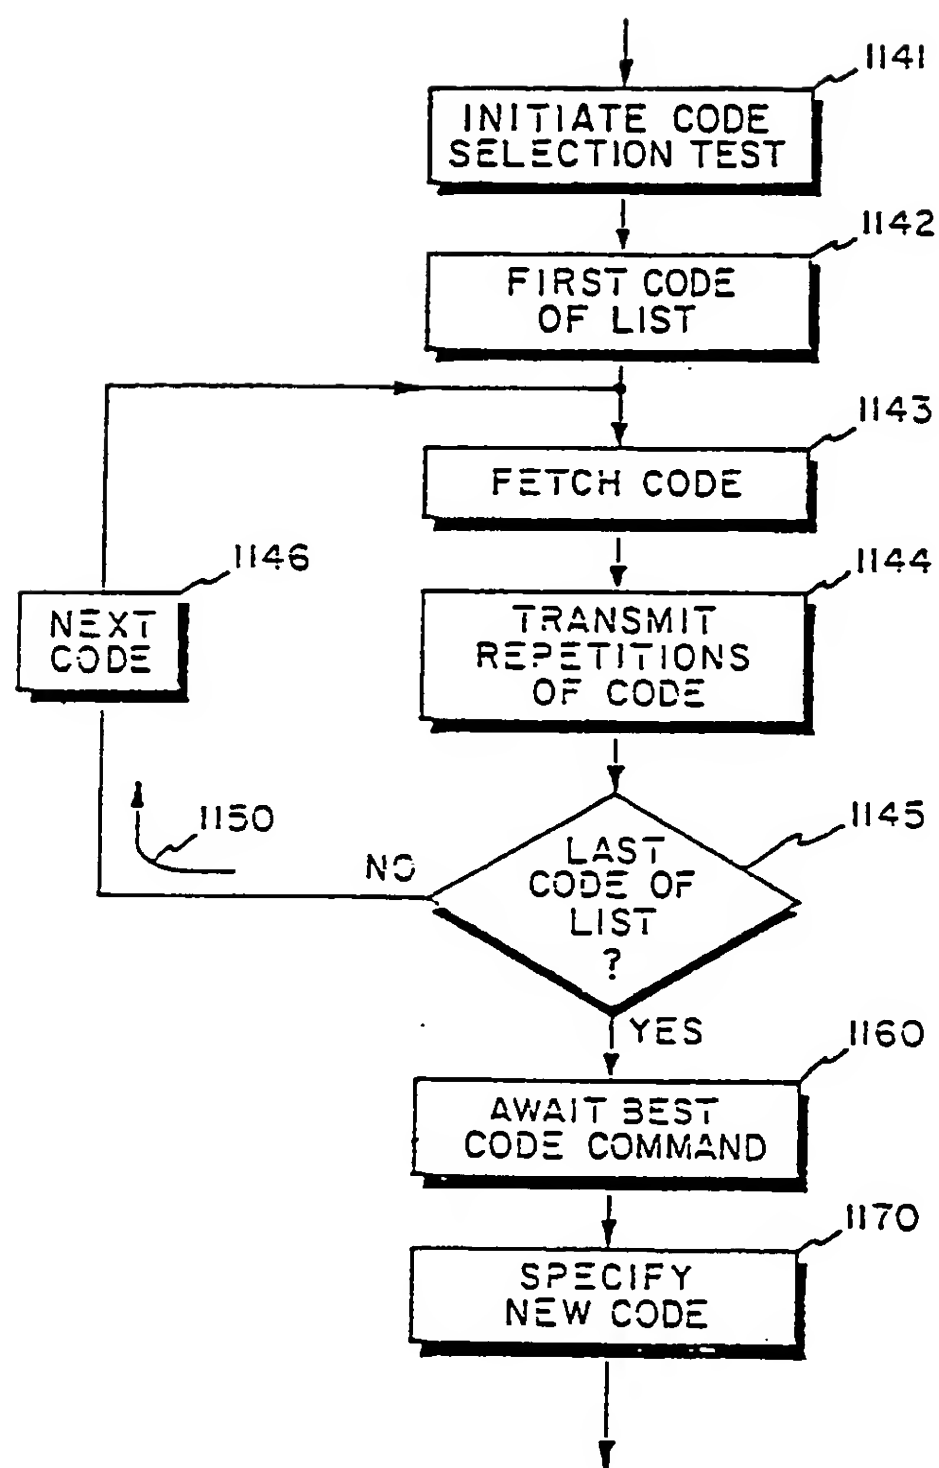 1141
INITIATE CODE
SELECTION TEST
1142
FIRST CODE
OF LIST
1143
FETCH CODE
1146
NEXT
CODE
1144
TRANSMIT
REPETITIONS
OF CODE
1150
NO
1145
LAST
CODE OF
LIST
?
YES
1160
AWAIT BEST
CODE COMMAND
1170
SPECIFY
NEW CODE